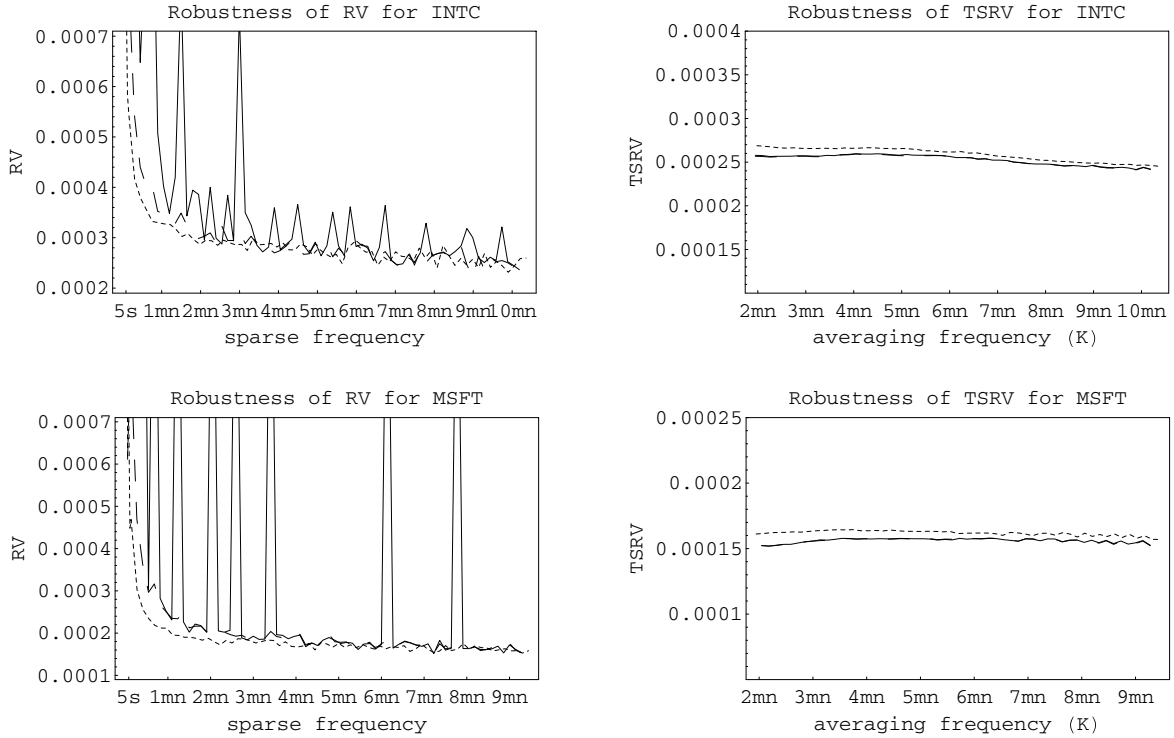 Robustness of RV for INTC
0.0007
0.0006
0.0005
0.0004
0.0003
0.0002
RV
5s 1mn 2mn 3mn 4mn 5mn 6mn 7mn 8mn 9mn 10mn
sparse frequency
Robustness of TSRV for INTC
0.0004
0.00035
0.0003
0.00025
0.0002
0.00015
TSRV
2mn 3mn 4mn 5mn 6mn 7mn 8mn 9mn 10mn
averaging frequency (K)
Robustness of RV for MSFT
0.0007
0.0006
0.0005
0.0004
0.0003
0.0002
0.0001
RV
5s 1mn 2mn 3mn 4mn 5mn 6mn 7mn 8mn 9mn
sparse frequency
Robustness of TSRV for MSFT
0.00025
0.0002
0.00015
0.0001
TSRV
2mn 3mn 4mn 5mn 6mn 7mn 8mn 9mn
averaging frequency (K)